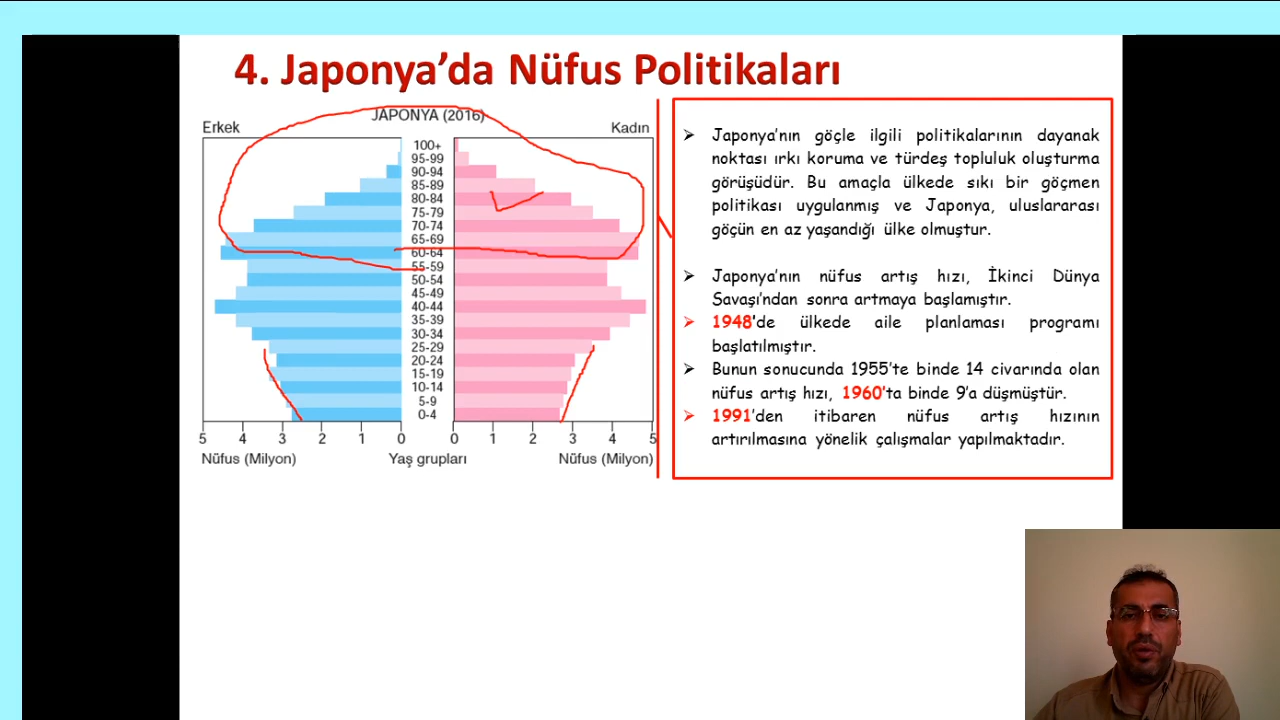 4. Japonya’da Nüfus Politikaları
JAPONYA (2016)
Erkek
Kadın
100+
95-99
90-94
85-89
80-84
75-79
70-74
65-69
60-64
55-59
50-54
45-49
40-44
35-39
30-34
25-29
20-24
15-19
10-14
5-9
0-4
5 4 3 2 1 0 0 1 2 3 4 5
Nüfus (Milyon) Yaş grupları Nüfus (Milyon)
➢ Japonya’nın göçle ilgili politikalarının dayanak
noktası ırkı koruma ve türdeş topluluk oluşturma
görüşüdür. Bu amaçla ülkede sıkı bir göçmen
politikası uygulanmış ve Japonya, uluslararası
göçün en az yaşandığı ülke olmuştur.
➢ Japonya’nın nüfus artış hızı, İkinci Dünya
Savaşı’ndan sonra artmaya başlamıştır.
➢ 1948’de ülkede aile planlaması programı
başlatılmıştır.
➢ Bunun sonucunda 1955’te binde 14 civarında olan
nüfus artış hızı, 1960’ta binde 9’a düşmüştür.
➢ 1991’den itibaren nüfus artış hızının
artırılmasına yönelik çalışmalar yapılmaktadır.